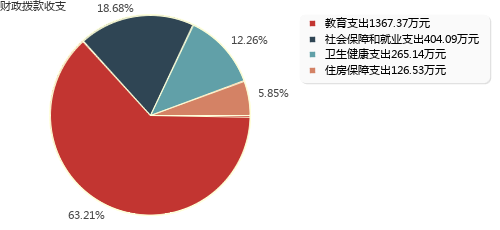 财政拨款收支
18.68%
12.26%
5.85%
63.21%
教育支出1367.37万元
社会保障和就业支出404.09万元
卫生健康支出265.14万元
住房保障支出126.53万元